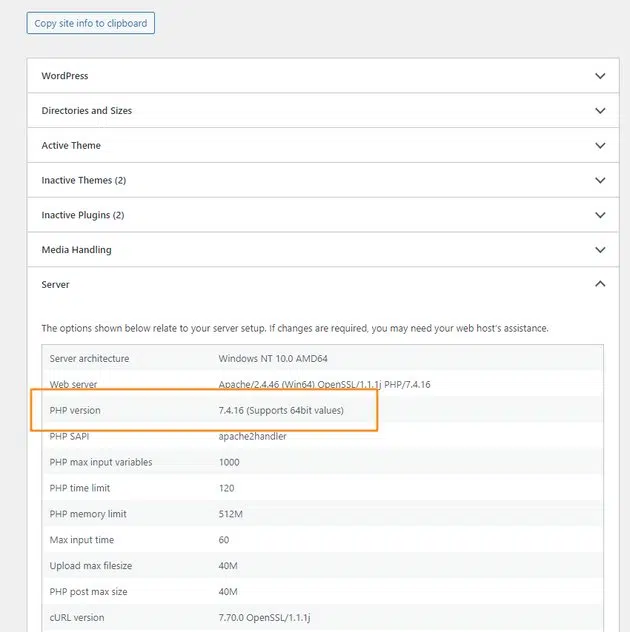 Copy site info to clipboard
WordPress
Directories and Sizes
Active Theme
Inactive Themes (2)
Inactive Plugins (2)
Media Handling
Server
The options shown below relate to your server setup. If changes are required, you may need your web host's assistance.
Server architecture Windows NT 10.0 AMD64
Web server Apache/2.4.46 (Win64) OpenSSL/1.1.1j PHP/7.4.16
PHP version 7.4.16 (Supports 64bit values)
PHP SAPI apache2handler
PHP max input variables 1000
PHP time limit 120
PHP memory limit 512M
Max input time 60
Upload max filesize 40M
PHP post max size 40M
cURL version 7.70.0 OpenSSL/1.1.1j